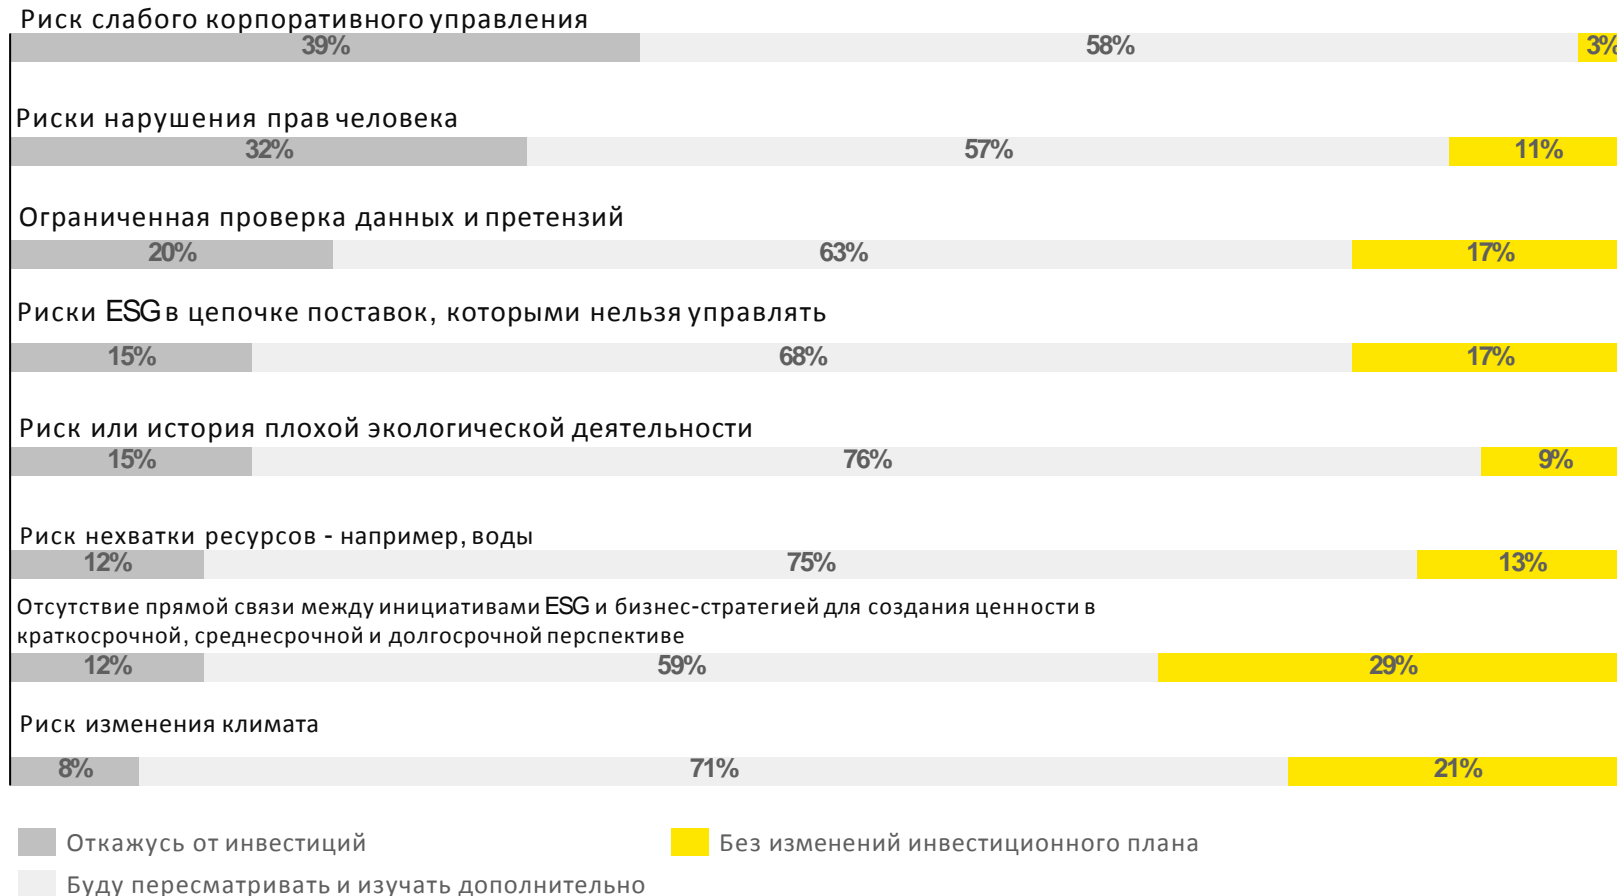 Риск слабого корпоративного управления
39% 58% 3%
Риски нарушения прав человека
32% 57% 11%
Ограниченная проверка данных и претензий
20% 63% 17%
Риски ESG в цепочке поставок, которыми нельзя управлять
15% 68% 17%
Риск или история плохой экологической деятельности
15% 76% 9%
Риск нехватки ресурсов - например, воды
12% 75% 13%
Отсутствие прямой связи между инициативами ESG и бизнес-стратегией для создания ценности в
краткосрочной, среднесрочной и долгосрочной перспективе
12% 59% 29%
Риск изменения климата
8% 71% 21%
Откажусь от инвестиций Без изменений инвестиционного плана
Буду пересматривать и изучать дополнительно